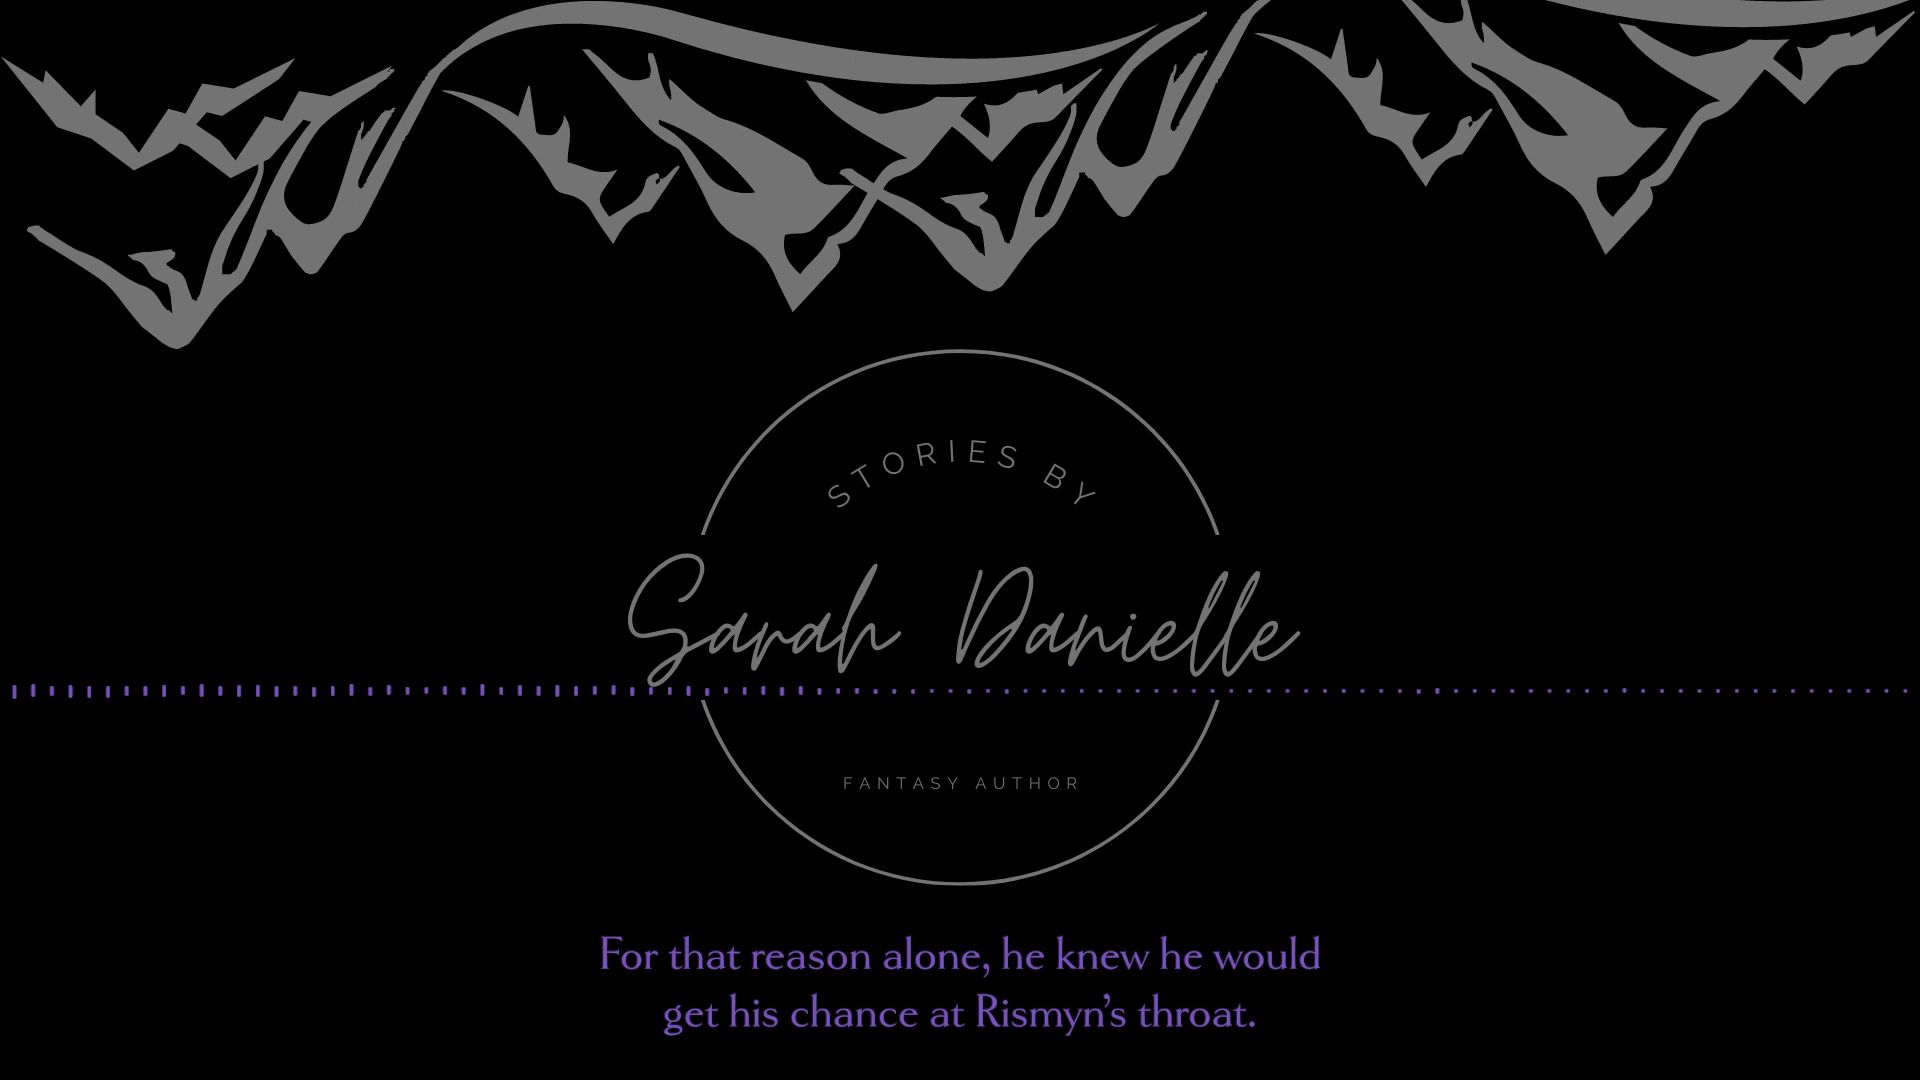 STORIES BY
Sarah Danielle
FANTASY AUTHOR
For that reason alone, he knew he would
get his chance at Rismyn’s throat.